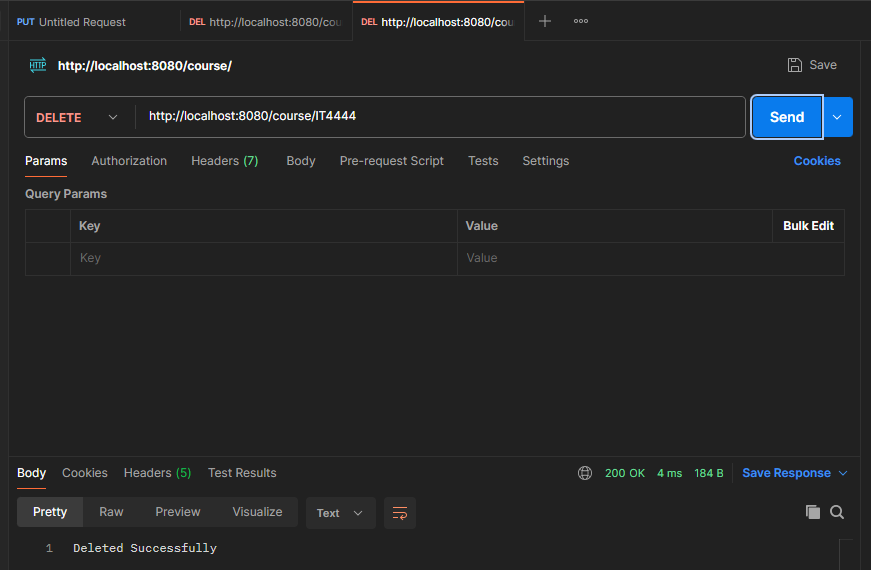 PUT Untitled Request DEL http://localhost:8080/cou DEL http://localhost:8080/cou
HTTP http://localhost:8080/course/ Save
DELETE http://localhost:8080/course/IT4444 Send
Params Authorization Headers (7) Body Pre-request Script Tests Settings Cookies
Query Params
Key Value Bulk Edit
Key Value
Body Cookies Headers (5) Test Results 200 OK 4 ms 184 B Save Response
Pretty Raw Preview Visualize Text
1 Deleted Successfully